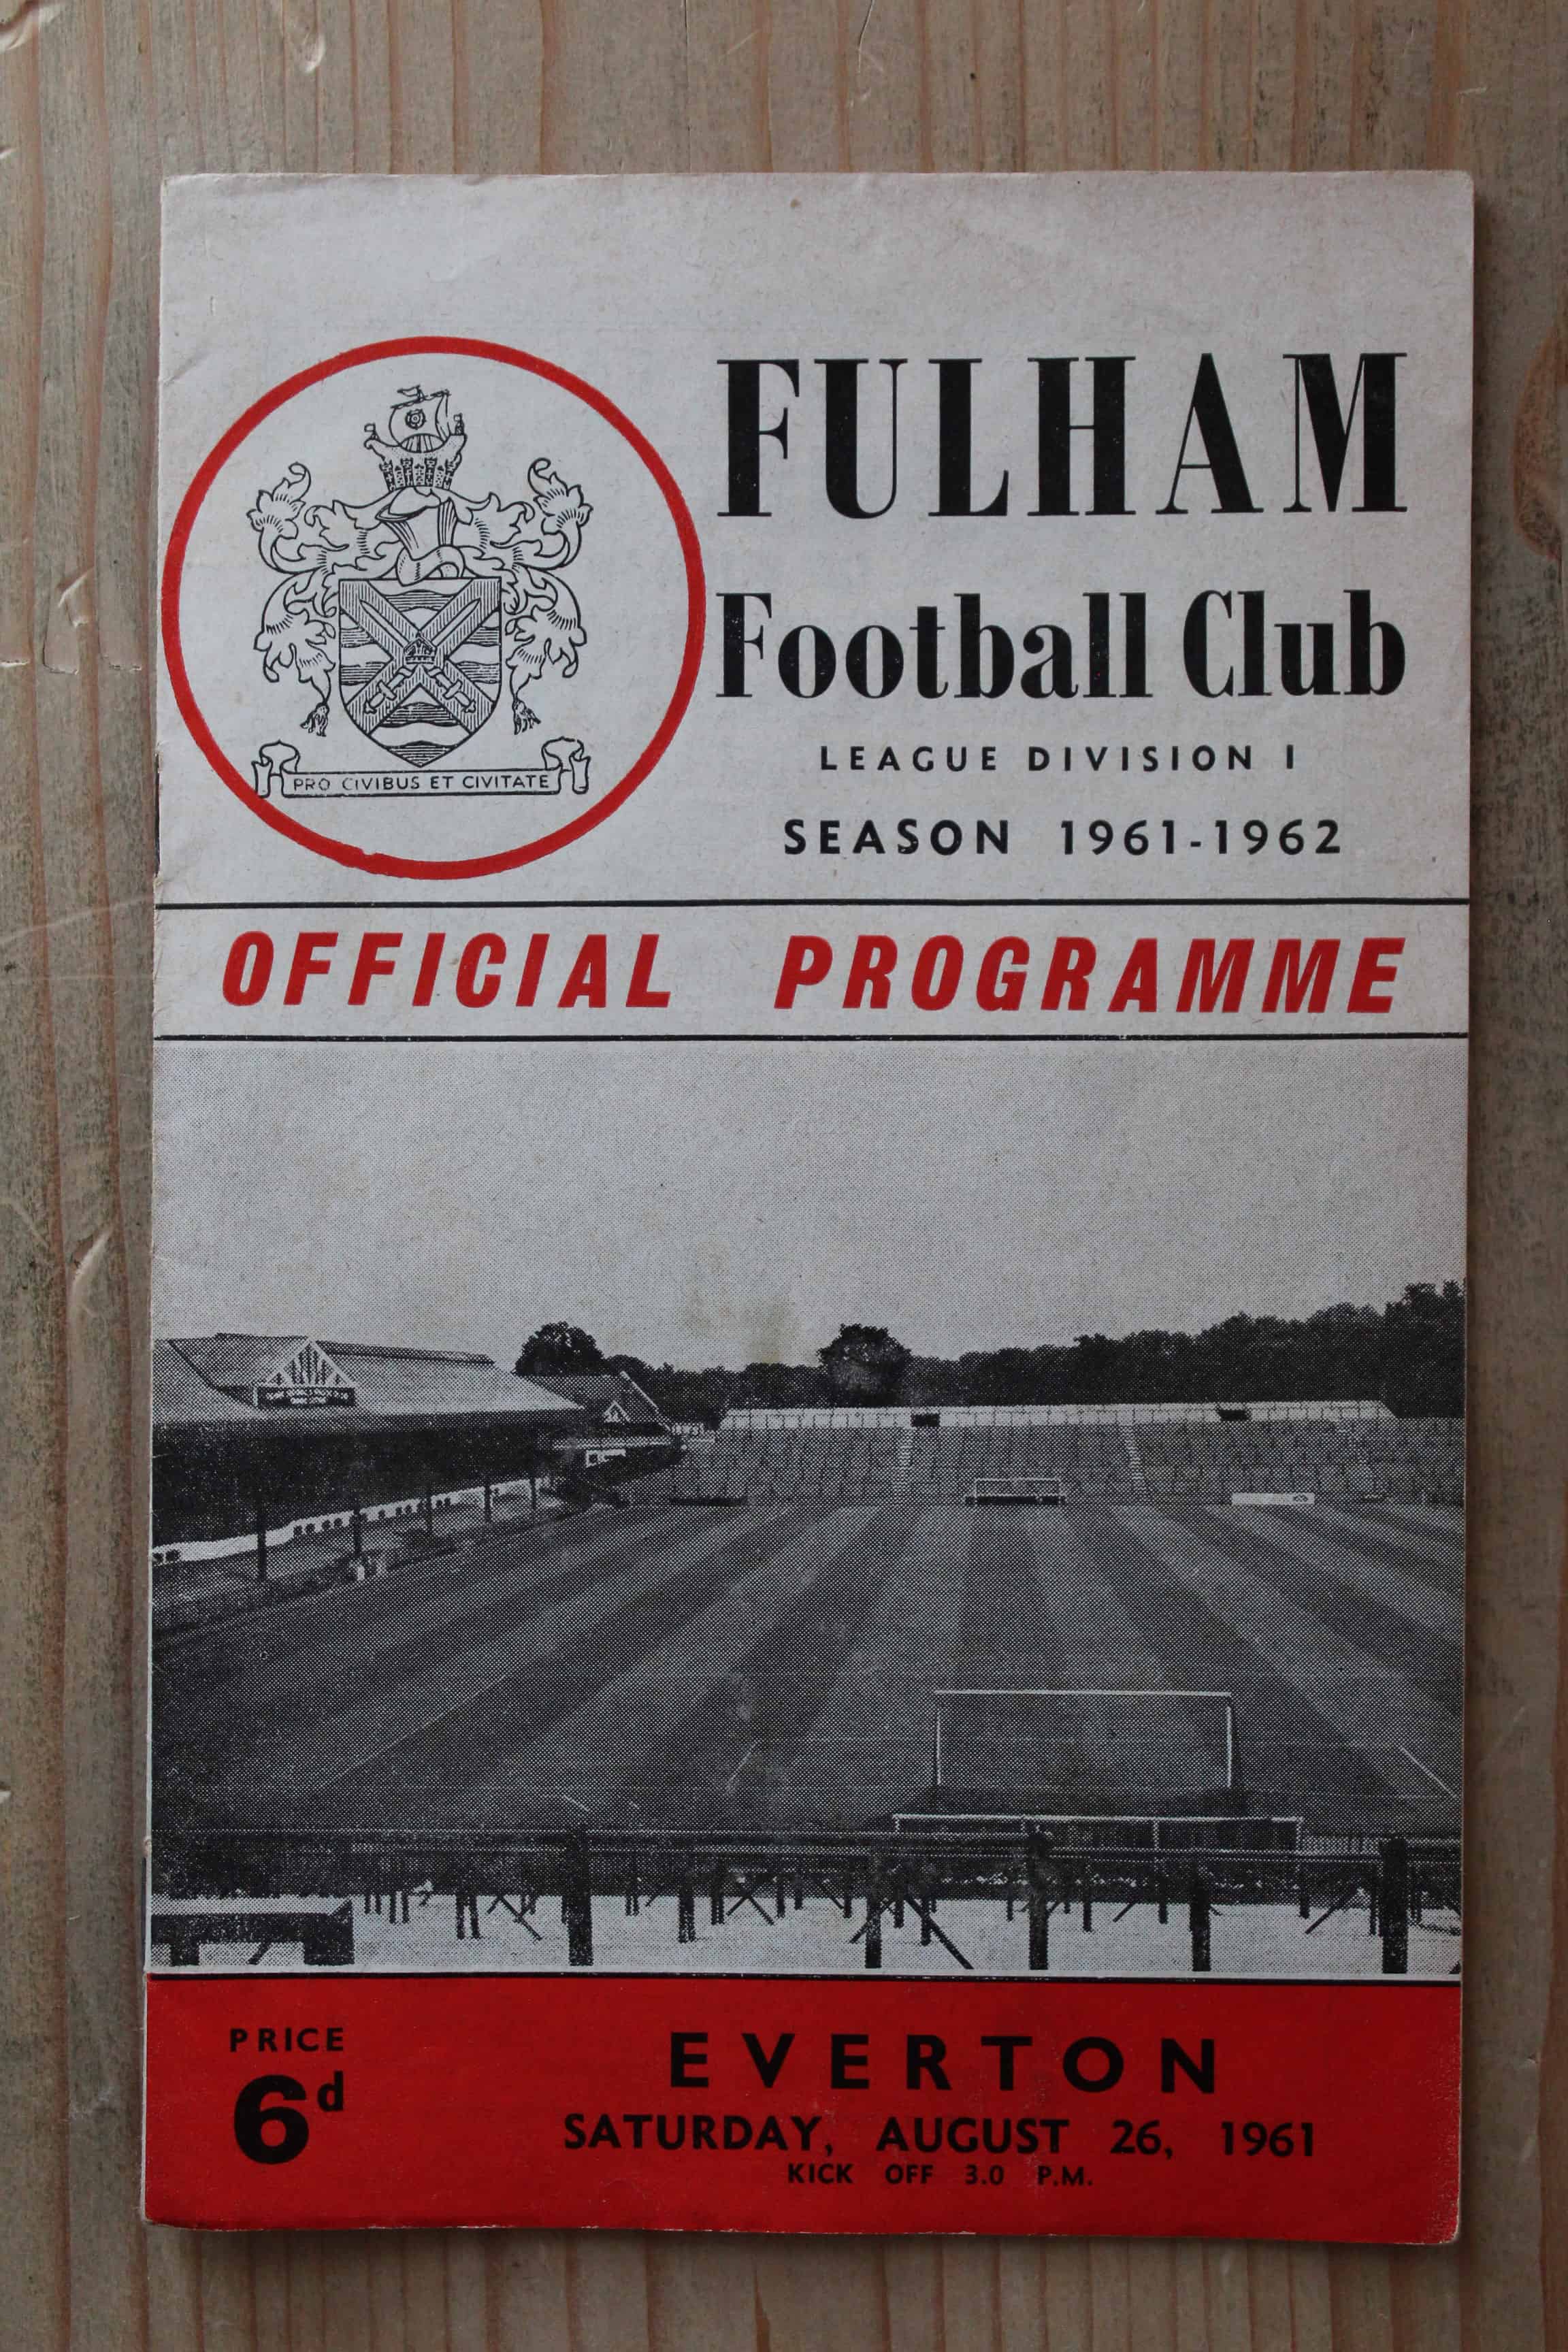 FULHAM
Football Club
LEAGUE DIVISION I
SEASON 1961-1962
PRO CIVIBUS ET CIVITATE
OFFICIAL PROGRAMME
PRICE
6d
EVERTON
SATURDAY, AUGUST 26, 1961
KICK OFF 3.0 P.M.